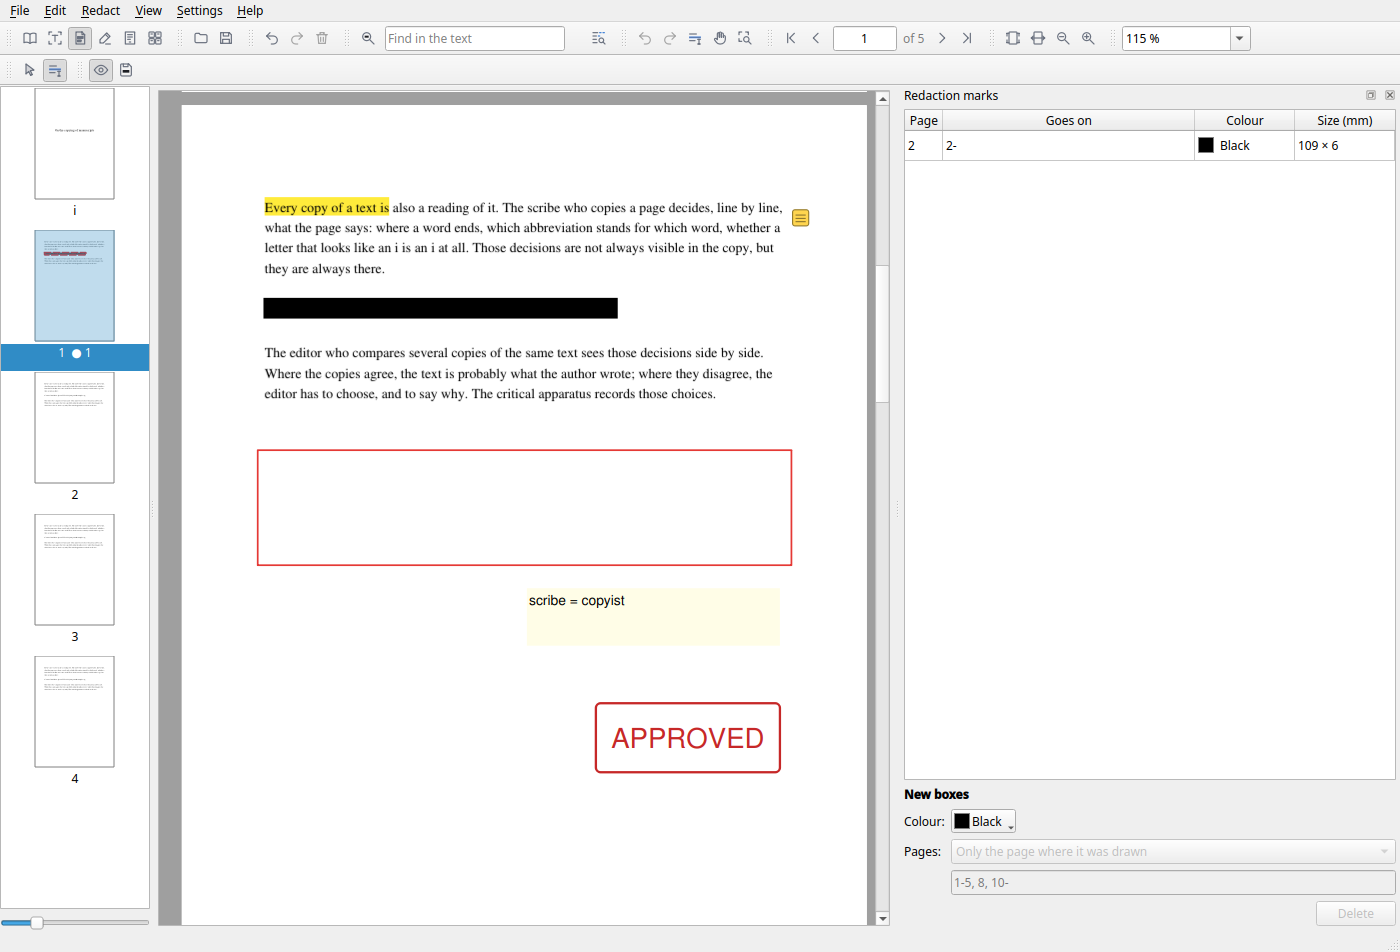 File Edit Redact View Settings Help
Find in the text
1 of 5
115 %
i
1 1
2
3
4
Every copy of a text is also a reading of it. The scribe who copies a page decides, line by line,
what the page says: where a word ends, which abbreviation stands for which word, whether a
letter that looks like an i is an i at all. Those decisions are not always visible in the copy, but
they are always there.
The editor who compares several copies of the same text sees those decisions side by side.
Where the copies agree, the text is probably what the author wrote; where they disagree, the
editor has to choose, and to say why. The critical apparatus records those choices.
scribe = copyist
APPROVED
Redaction marks
Page Goes on Colour Size (mm)
2 2- Black 109 × 6
New boxes
Colour: Black
Pages: Only the page where it was drawn
1-5, 8, 10-
Delete